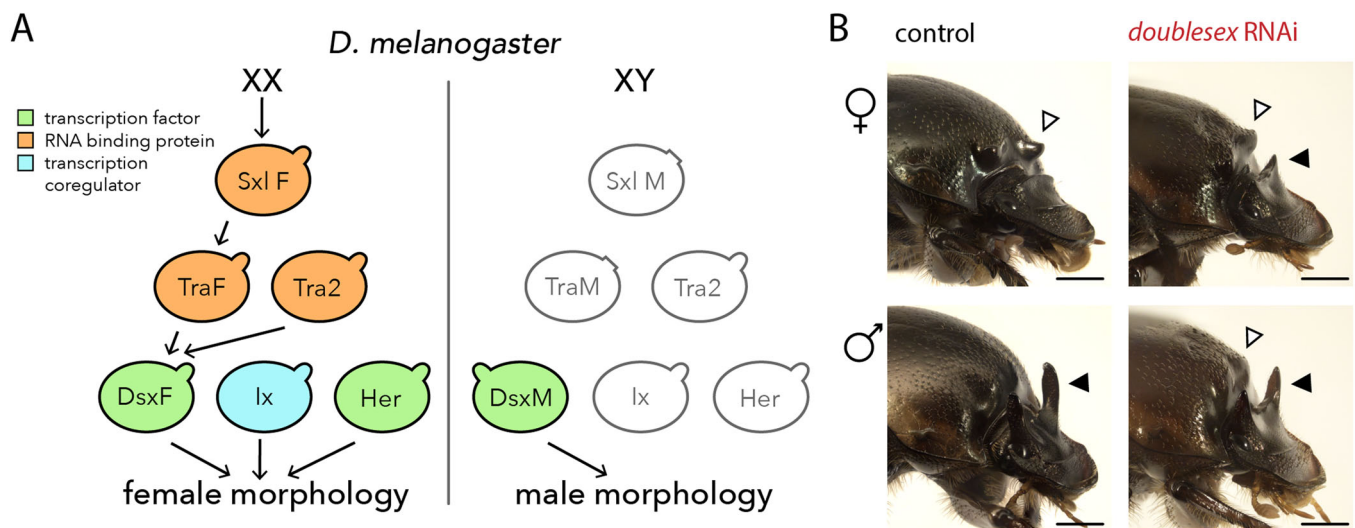 A
D. melanogaster
XX
XY
transcription factor
RNA binding protein
transcription
coregulator
Sxl F
Sxl M
TraF
Tra2
TraM
Tra2
DsxF
Ix
Her
DsxM
Ix
Her
female morphology
male morphology
B
control
doublesex RNAi
♀
♂